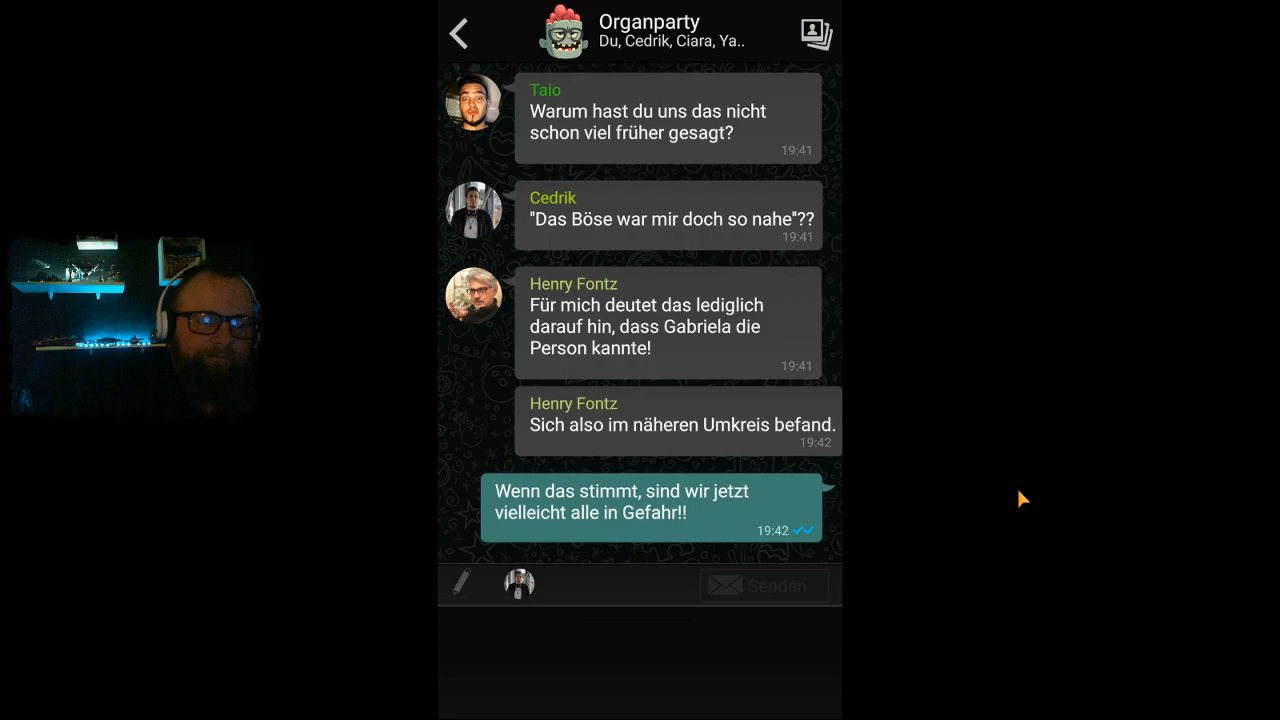 Organparty
Du, Cedrik, Ciara, Ya..
Taio
Warum hast du uns das nicht
schon viel früher gesagt?
19:41
Cedrik
"Das Böse war mir doch so nahe"??
19:41
Henry Fontz
Für mich deutet das lediglich
darauf hin, dass Gabriela die
Person kannte!
19:41
Henry Fontz
Sich also im näheren Umkreis befand.
19:42
Wenn das stimmt, sind wir jetzt
vielleicht alle in Gefahr!!
19:42
Senden